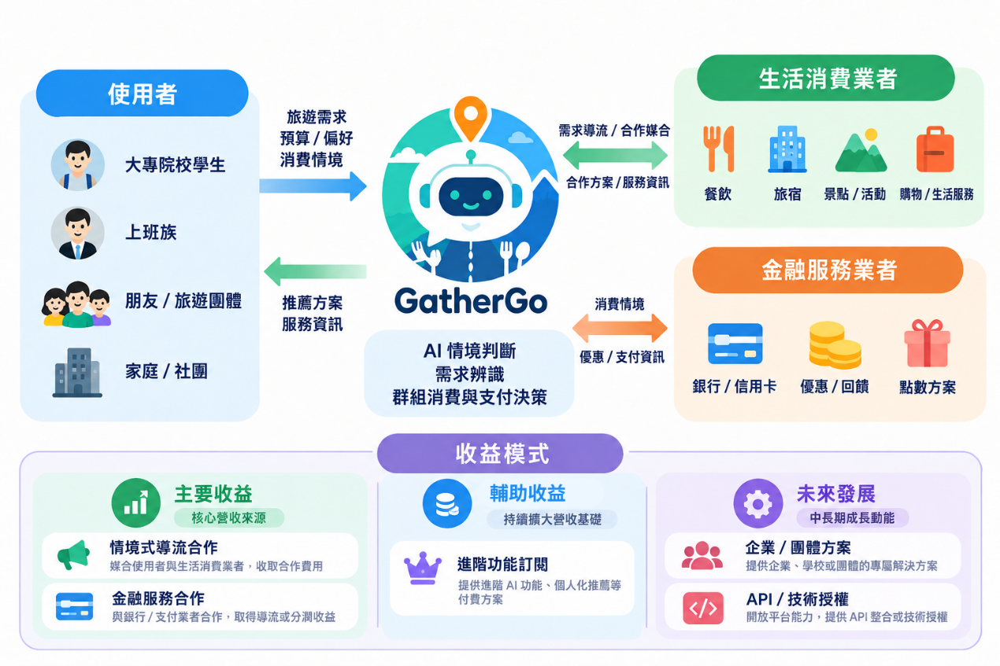 使用者
大專院校學生
上班族
朋友 / 旅遊團體
家庭 / 社團
旅遊需求
預算 / 偏好
消費情境
推薦方案
服務資訊
GatherGo
AI 情境判斷
需求辨識
群組消費與支付決策
需求導流 / 合作媒合
合作方案 / 服務資訊
消費情境
優惠 / 支付資訊
生活消費業者
餐飲
旅宿
景點 / 活動
購物 / 生活服務
金融服務業者
銀行 / 信用卡
優惠 / 回饋
點數方案
收益模式
主要收益
核心營收來源
情境式導流合作
媒合使用者與生活消費業者，收取合作費用
金融服務合作
與銀行 / 支付業者合作，取得導流或分潤收益
輔助收益
持續擴大營收基礎
進階功能訂閱
提供進階 AI 功能、個人化推薦等
付費方案
未來發展
中長期成長動能
企業 / 團體方案
提供企業、學校或團體的專屬解決方案
API / 技術授權
開放平台能力，提供 API 整合或技術授權